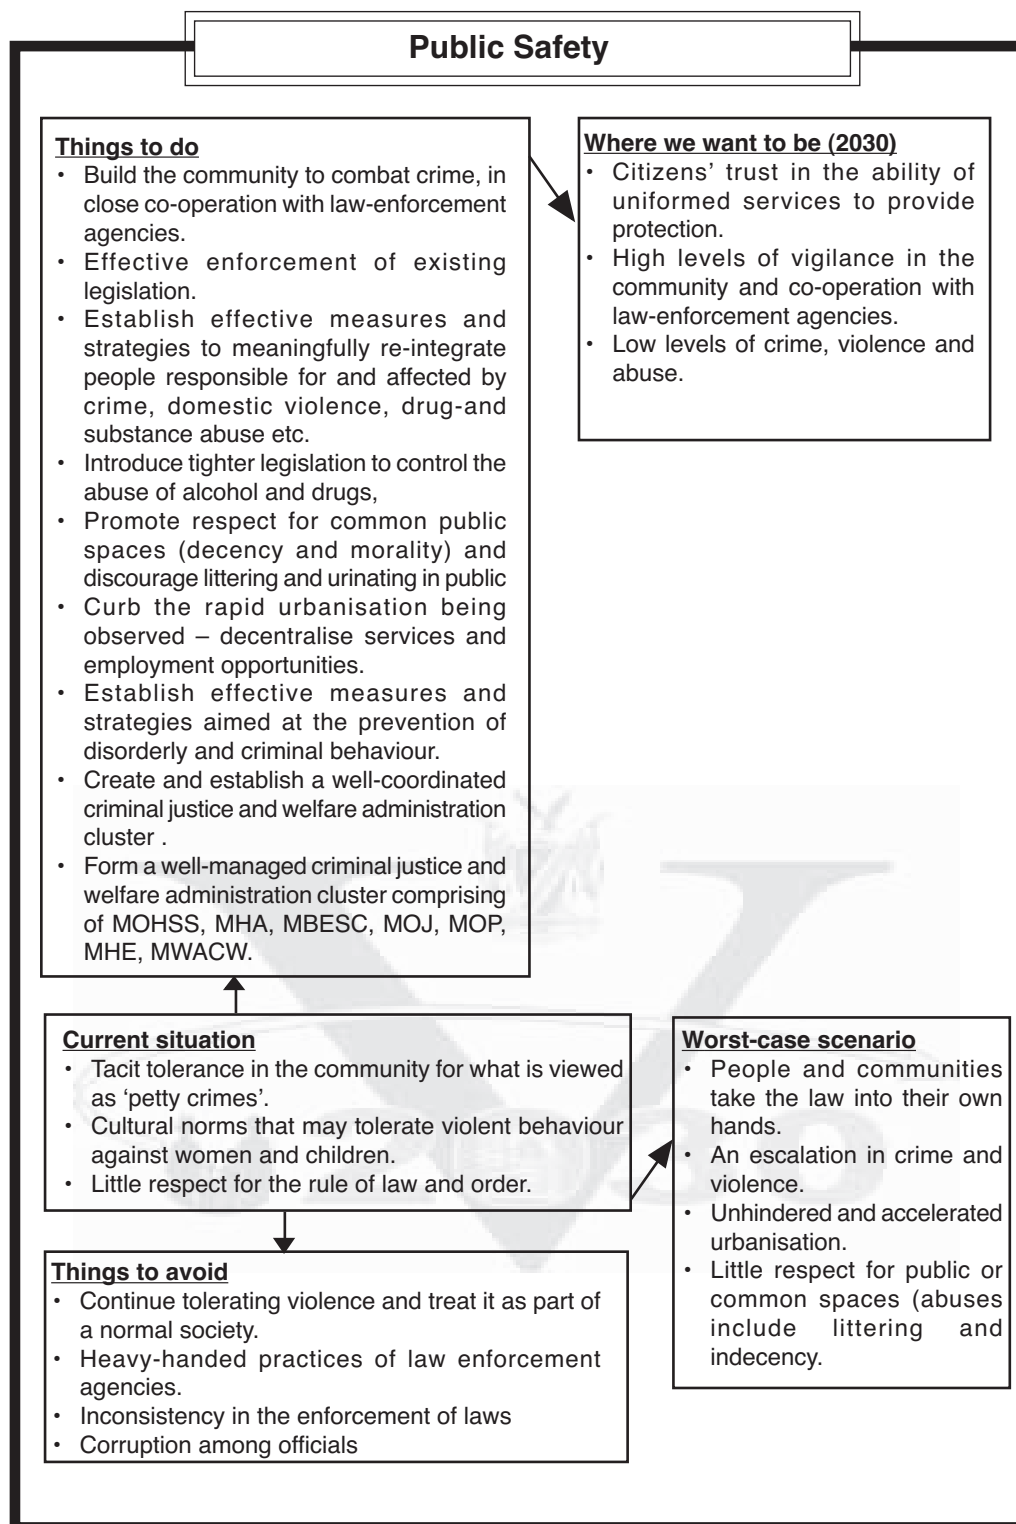 Public Safety
Things to do
• Build the community to combat crime, in
close co-operation with law-enforcement
agencies.
• Effective enforcement of existing
legislation.
• Establish effective measures and
strategies to meaningfully re-integrate
people responsible for and affected by
crime, domestic violence, drug-and
substance abuse etc.
• Introduce tighter legislation to control the
abuse of alcohol and drugs,
• Promote respect for common public
spaces (decency and morality) and
discourage littering and urinating in public
• Curb the rapid urbanisation being
observed – decentralise services and
employment opportunities.
• Establish effective measures and
strategies aimed at the prevention of
disorderly and criminal behaviour.
• Create and establish a well-coordinated
criminal justice and welfare administration
cluster .
• Form a well-managed criminal justice and
welfare administration cluster comprising
of MOHSS, MHA, MBESC, MOJ, MOP,
MHE, MWACW.
Where we want to be (2030)
• Citizens’ trust in the ability of
uniformed services to provide
protection.
• High levels of vigilance in the
community and co-operation with
law-enforcement agencies.
• Low levels of crime, violence and
abuse.
Current situation
• Tacit tolerance in the community for what is viewed
as ‘petty crimes’.
• Cultural norms that may tolerate violent behaviour
against women and children.
• Little respect for the rule of law and order.
Worst-case scenario
• People and communities
take the law into their own
hands.
• An escalation in crime and
violence.
• Unhindered and accelerated
urbanisation.
• Little respect for public or
common spaces (abuses
include littering and
indecency.
Things to avoid
• Continue tolerating violence and treat it as part of
a normal society.
• Heavy-handed practices of law enforcement
agencies.
• Inconsistency in the enforcement of laws
• Corruption among officials
V
2030